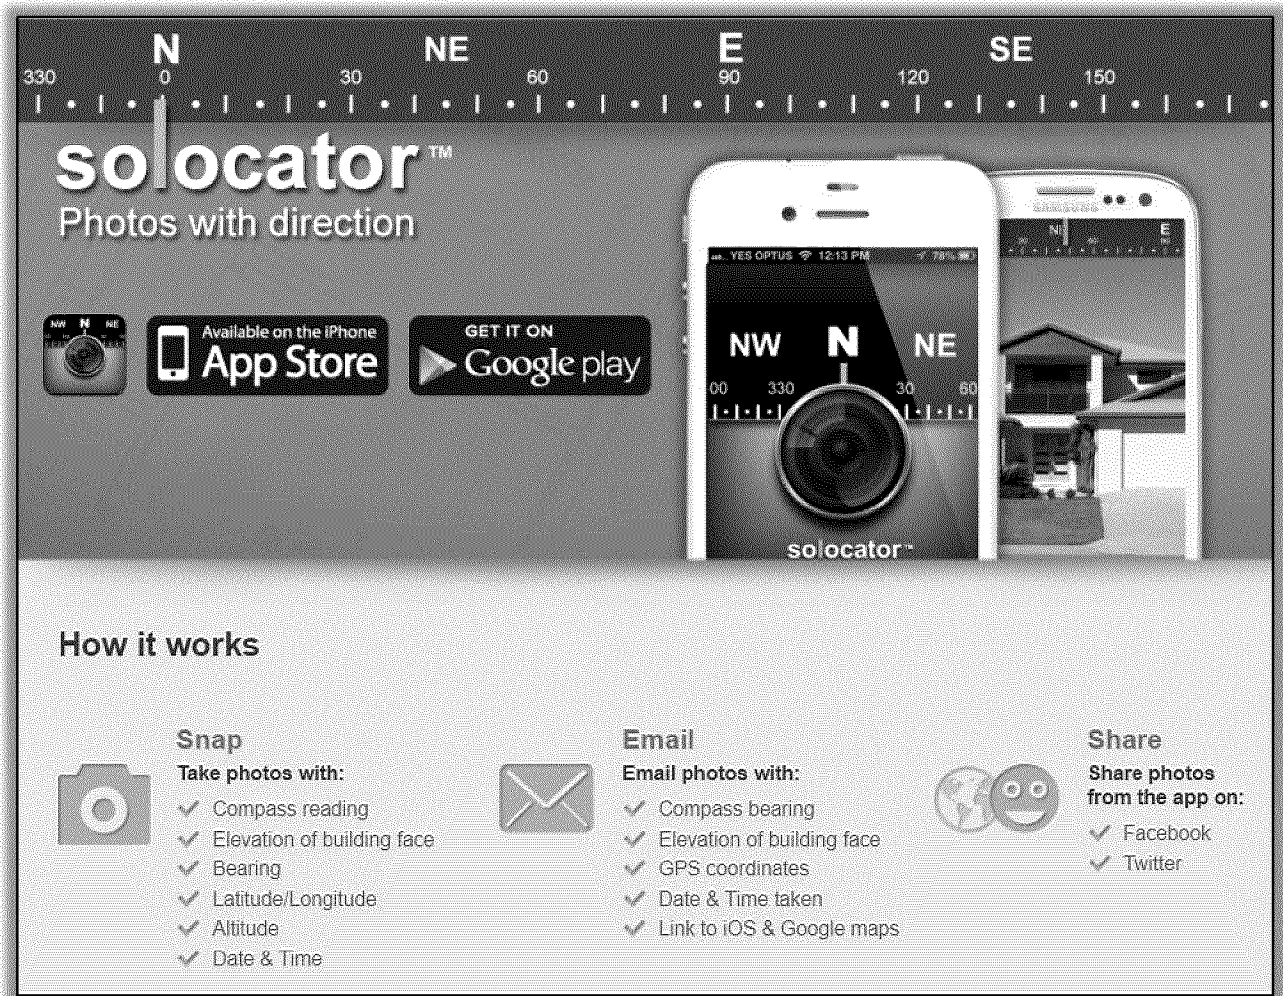 N NE E SE
330 0 30 60 90 120 150
solocator™
Photos with direction
YES OPTUS 12:13 PM 78%
NE E
NW N NE
Available on the iPhone
App Store
GET IT ON
Google play
NW N NE
00 330 30 60
solocator™
How it works
Snap
Take photos with:
Compass reading
Elevation of building face
Bearing
Latitude/Longitude
Altitude
Date & Time
Email
Email photos with:
Compass bearing
Elevation of building face
GPS coordinates
Date & Time taken
Link to iOS & Google maps
Share
Share photos
from the app on:
Facebook
Twitter